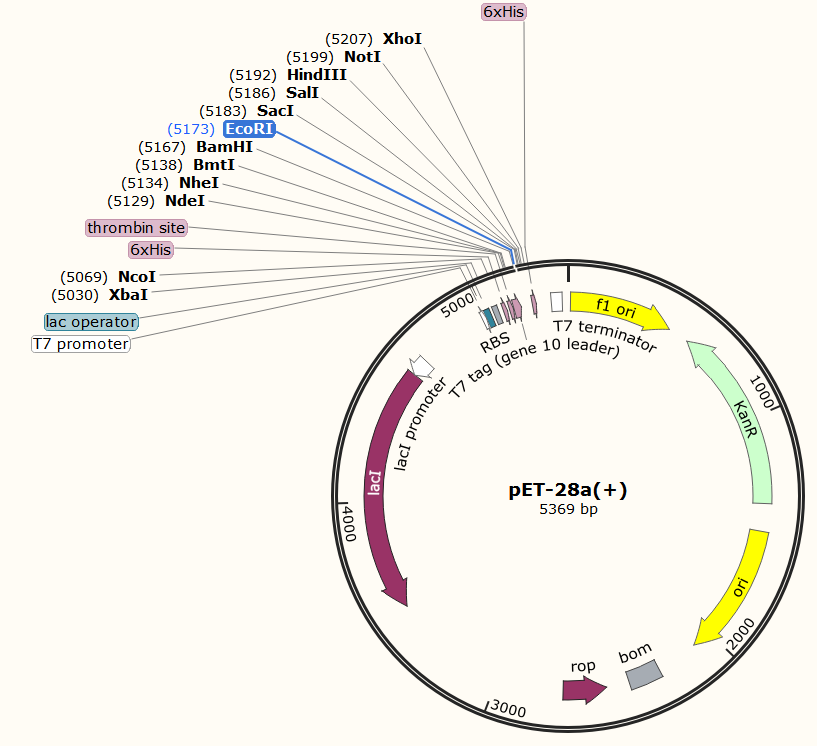 6xHis
(5207) XhoI
(5199) NotI
(5192) HindIII
(5186) SalI
(5183) SacI
(5173) EcoRI
(5167) BamHI
(5138) BmtI
(5134) NheI
(5129) NdeI
thrombin site
6xHis
(5069) NcoI
(5030) XbaI
lac operator
T7 promoter
5000
f1 ori
T7 terminator
RBS
T7 tag (gene 10 leader)
lacI promoter
1000
KanR
lacI
pET-28a(+)
5369 bp
4000
ori
2000
bom
rop
3000